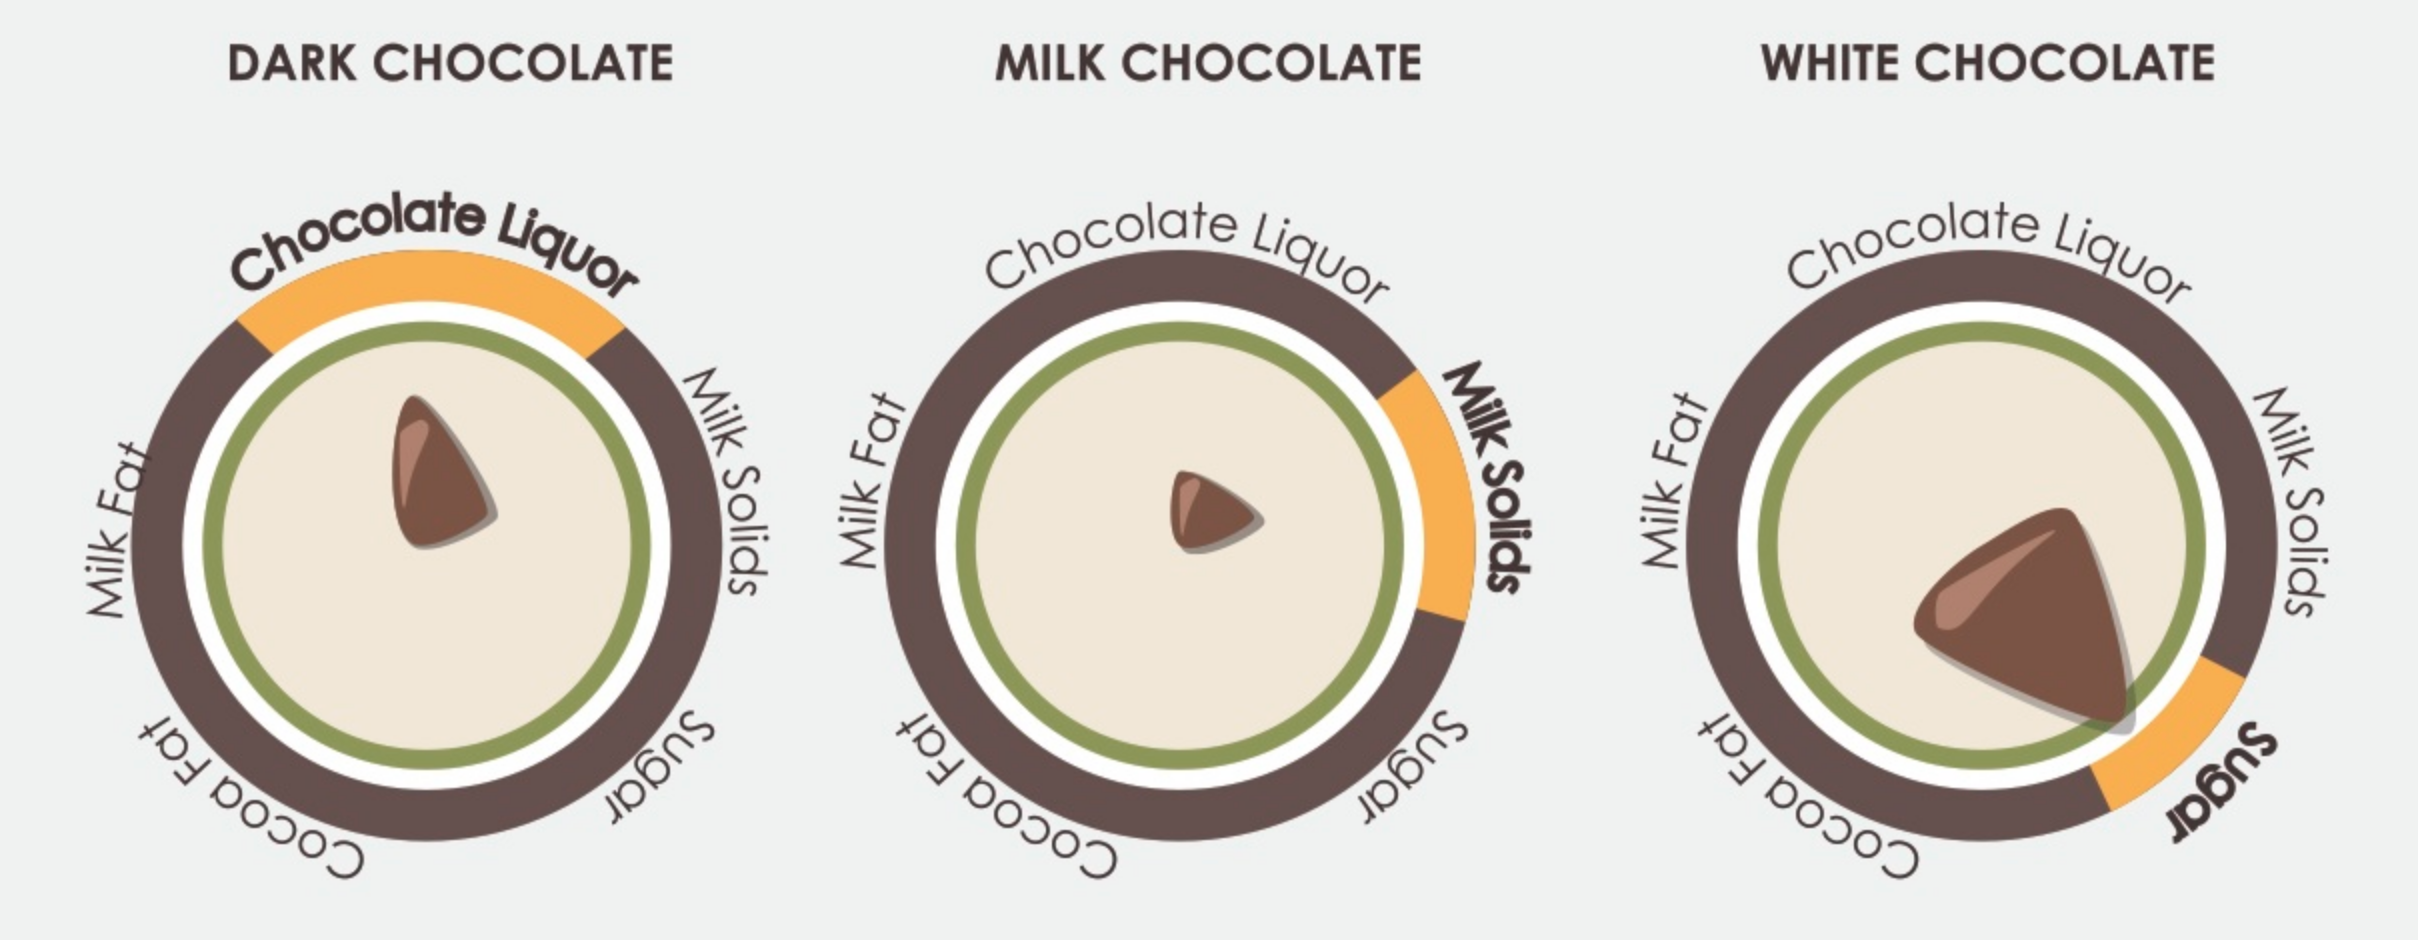 DARK CHOCOLATE
Chocolate Liquor
Milk Solids
Sugar
Cocoa Fat
Milk Fat
MILK CHOCOLATE
Chocolate Liquor
Milk Solids
Sugar
Cocoa Fat
Milk Fat
WHITE CHOCOLATE
Chocolate Liquor
Milk Solids
Sugar
Cocoa Fat
Milk Fat